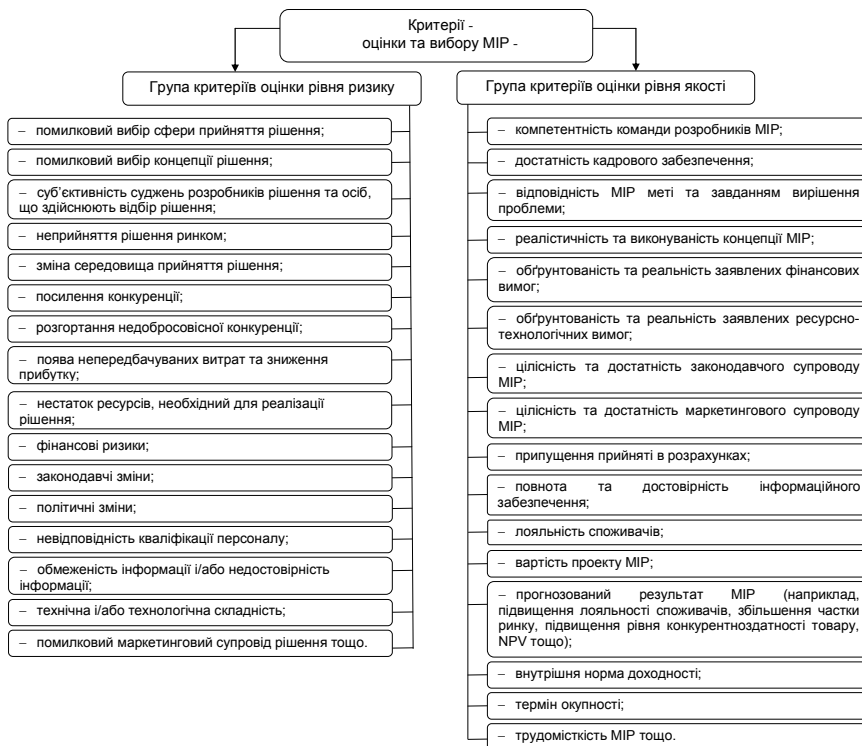 Критерії -
оцінки та вибору МІР -
Група критеріїв оцінки рівня ризику
– помилковий вибір сфери прийняття рішення;
– помилковий вибір концепції рішення;
– суб’єктивність суджень розробників рішення та осіб,
що здійснюють відбір рішення;
– неприйняття рішення ринком;
– зміна середовища прийняття рішення;
– посилення конкуренції;
– розгортання недобросовісної конкуренції;
– поява непередбачуваних витрат та зниження
прибутку;
– нестаток ресурсів, необхідний для реалізації
рішення;
– фінансові ризики;
– законодавчі зміни;
– політичні зміни;
– невідповідність кваліфікації персоналу;
– обмеженість інформації і/або недостовірність
інформації;
– технічна і/або технологічна складність;
– помилковий маркетинговий супровід рішення тощо.
Група критеріїв оцінки рівня якості
– компетентність команди розробників МІР;
– достатність кадрового забезпечення;
– відповідність МІР меті та завданням вирішення
проблеми;
– реалістичність та виконуваність концепції МІР;
– обґрунтованість та реальність заявлених фінансових
вимог;
– обґрунтованість та реальність заявлених ресурсно-
технологічних вимог;
– цілісність та достатність законодавчого супроводу
МІР;
– цілісність та достатність маркетингового супроводу
МІР;
– припущення прийняті в розрахунках;
– повнота та достовірність інформаційного
забезпечення;
– лояльність споживачів;
– вартість проекту МІР;
– прогнозований результат МІР (наприклад,
підвищення лояльності споживачів, збільшення частки
ринку, підвищення рівня конкурентноздатності товару,
NPV тощо);
– внутрішня норма доходності;
– термін окупності;
– трудомісткість МІР тощо.